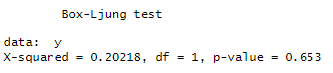 Box-Ljung test
data:  y
X-squared = 0.20218, df = 1, p-value = 0.653